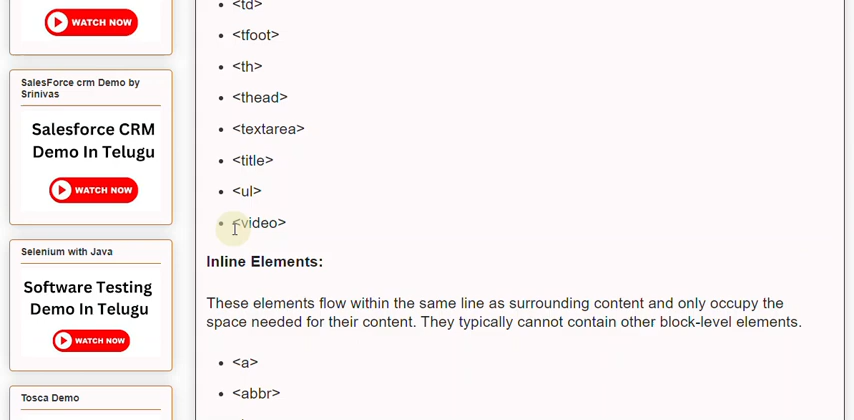 WATCH NOW
SalesForce crm Demo by
Srinivas
Salesforce CRM
Demo In Telugu
WATCH NOW
Selenium with Java
Software Testing
Demo In Telugu
WATCH NOW
Tosca Demo
<td>
<tfoot>
<th>
<thead>
<textarea>
<title>
<ul>
<video>
Inline Elements:
These elements flow within the same line as surrounding content and only occupy the
space needed for their content. They typically cannot contain other block-level elements.
<a>
<abbr>